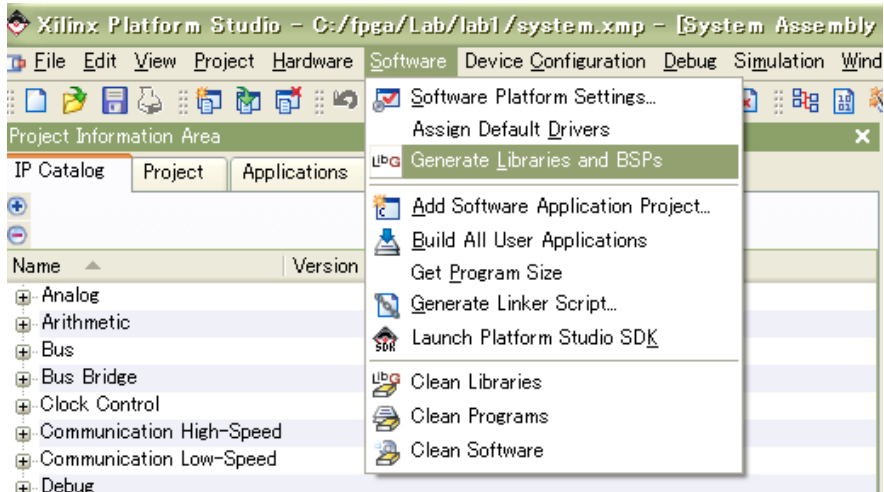 Xilinx Platform Studio - C:/fpga/Lab/lab1/system.xmp - [System Assembly
File Edit View Project Hardware Software Device Configuration Debug Simulation Wind
Software Platform Settings...
Project Information Area
Assign Default Drivers
LibG Generate Libraries and BSPs
IP Catalog Project Applications
Add Software Application Project...
Build All User Applications
Name Version
Get Program Size
Analog
Generate Linker Script...
Arithmetic
SDK Launch Platform Studio SDK
Bus
Bus Bridge
LibG Clean Libraries
Clock Control
Clean Programs
Communication High-Speed
Clean Software
Communication Low-Speed
Debug